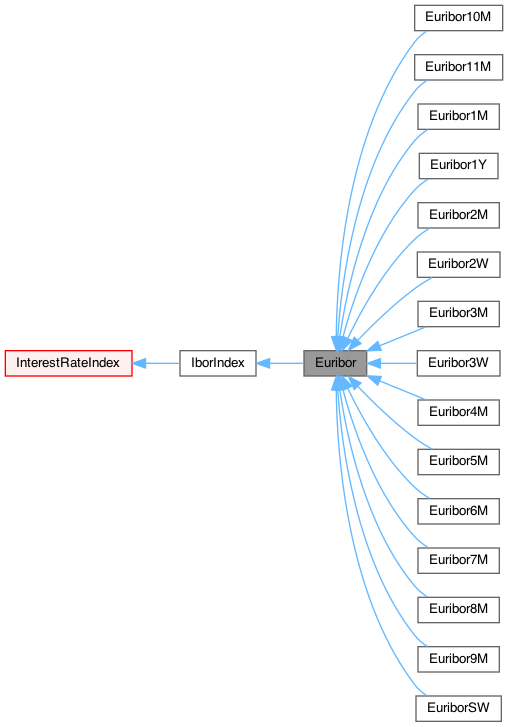 Euribor10M
Euribor11M
Euribor1M
Euribor1Y
Euribor2M
Euribor2W
Euribor3M
InterestRateIndex
IborIndex
Euribor
Euribor3W
Euribor4M
Euribor5M
Euribor6M
Euribor7M
Euribor8M
Euribor9M
EuriborSW